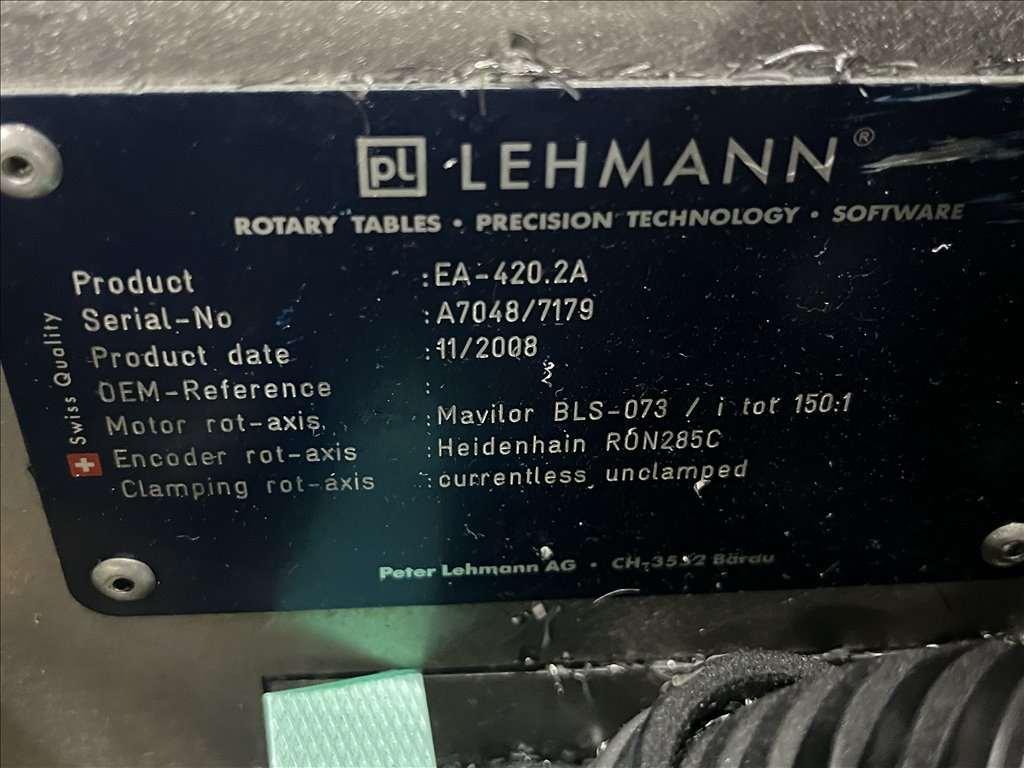 pl LEHMANN®
ROTARY TABLES • PRECISION TECHNOLOGY • SOFTWARE
Product :EA-420.2A
Serial-No :A7048/7179
Product date :11/2008
OEM-Reference :
Motor rot-axis :Mavilor BLS-073 / i tot 150:1
Encoder rot-axis :Heidenhain RON285C
Clamping rot-axis :currentless unclamped
Swiss Quality
Peter Lehmann AG • Bärau